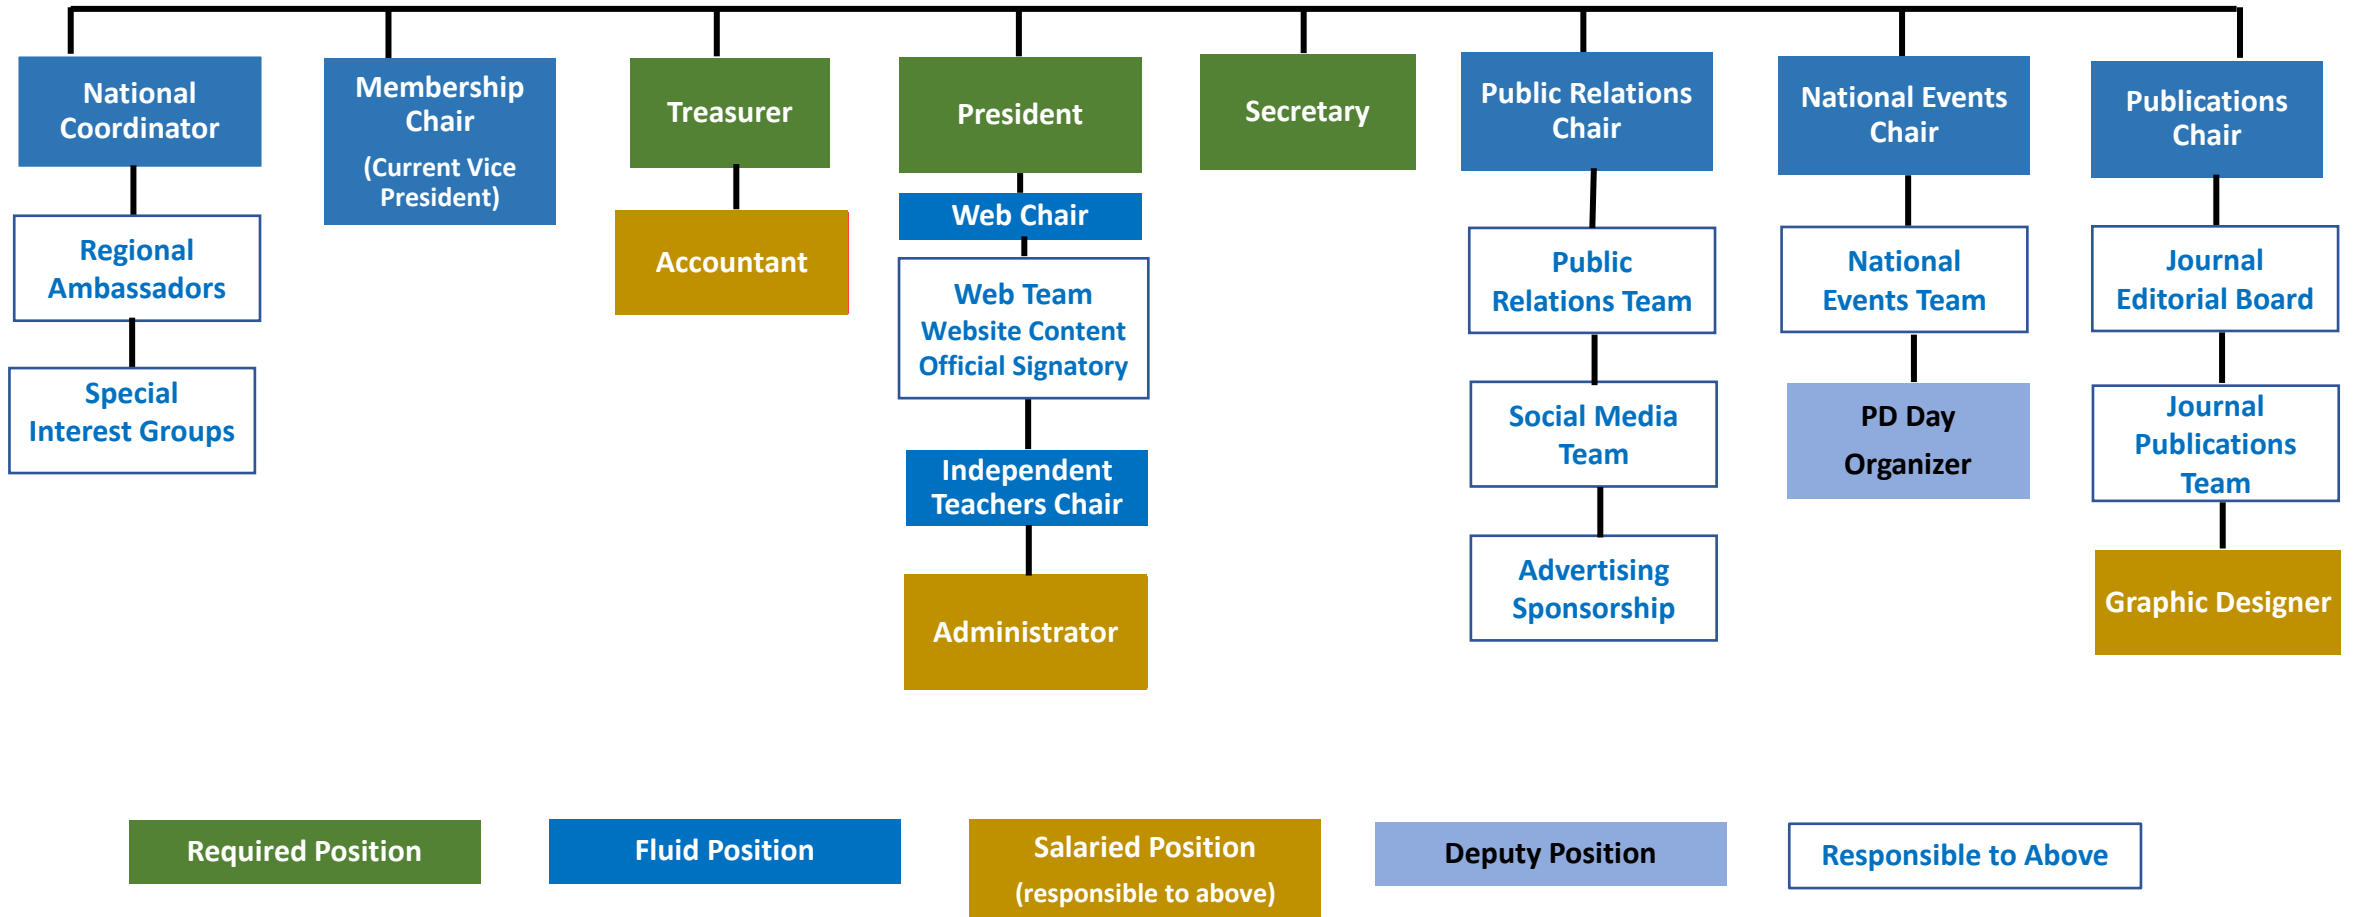 National
Coordinator
Regional
Ambassadors
Special
Interest Groups
Membership
Chair
(Current Vice
President)
Treasurer
Accountant
President
Web Chair
Web Team
Website Content
Official Signatory
Independent
Teachers Chair
Administrator
Secretary
Public Relations
Chair
Public
Relations Team
Social Media
Team
Advertising
Sponsorship
National Events
Chair
National
Events Team
PD Day
Organizer
Publications
Chair
Journal
Editorial Board
Journal
Publications
Team
Graphic Designer
Required Position
Fluid Position
Salaried Position
(responsible to above)
Deputy Position
Responsible to Above